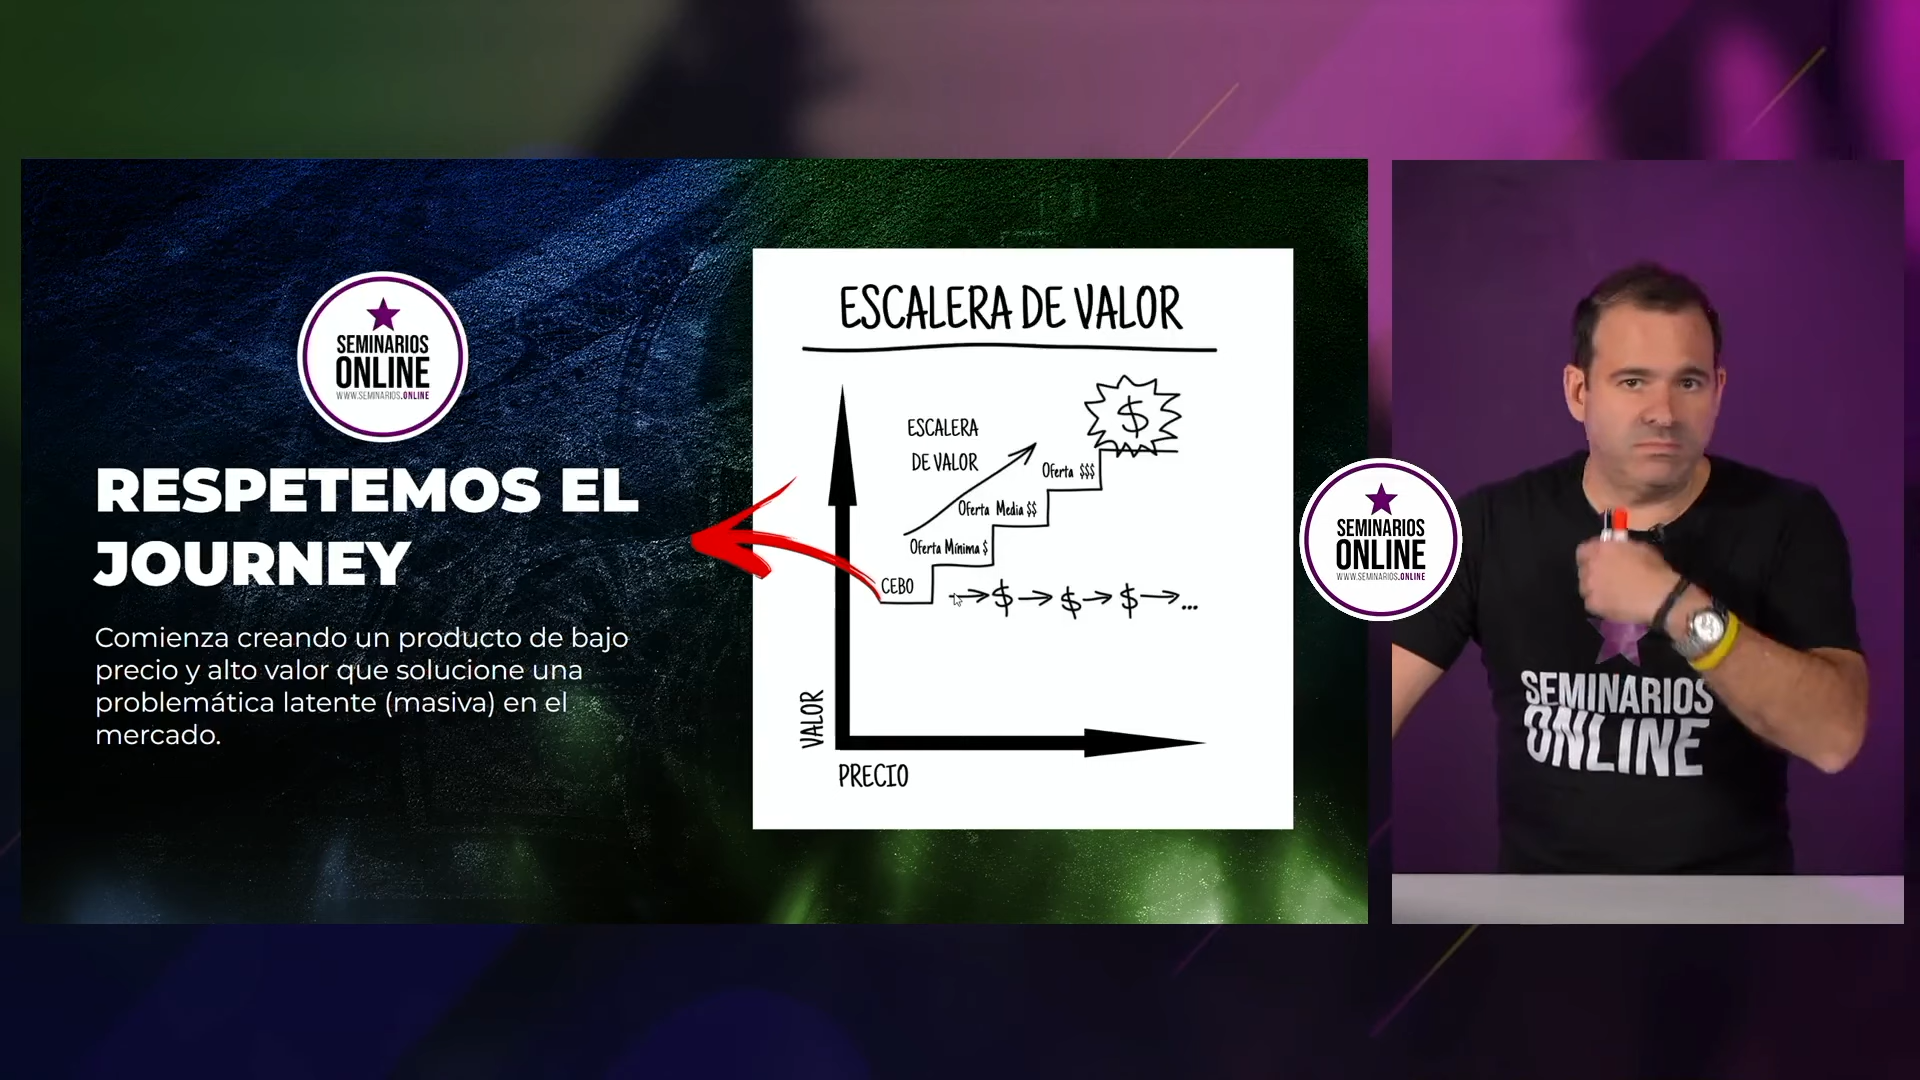 SEMINARIOS
ONLINE
WWW.SEMINARIOS.ONLINE
RESPETEMOS EL
JOURNEY
Comienza creando un producto de bajo
precio y alto valor que solucione una
problemática latente (masiva) en el
mercado.
ESCALERA DE VALOR
$
ESCALERA
DE VALOR
Oferta $$$
Oferta Media $$
Oferta Mínima $
CEBO
$ $ $ ...
VALOR
PRECIO
SEMINARIOS
ONLINE
WWW.SEMINARIOS.ONLINE
SEMINARIOS
ONLINE